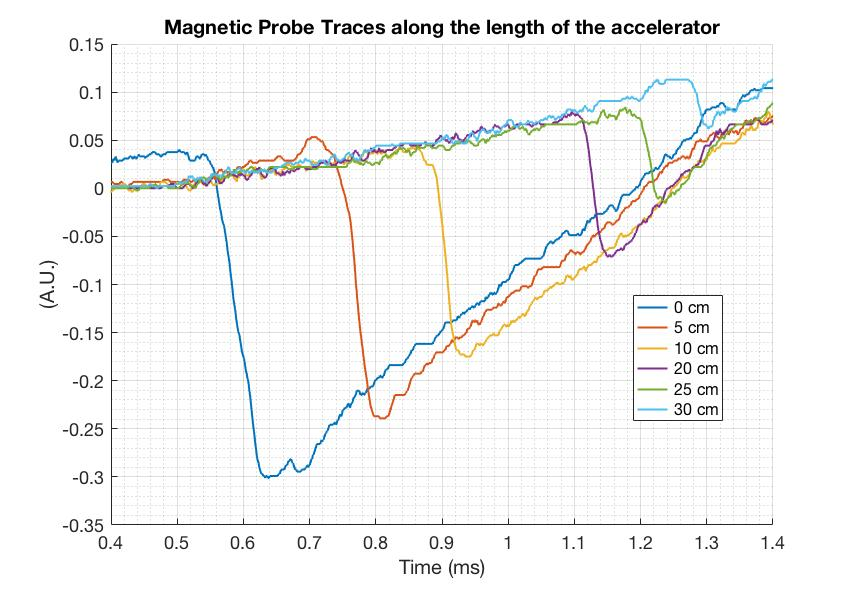 Magnetic Probe Traces along the length of the accelerator
0.15
0.1
0.05
0
-0.05
-0.1
-0.15
-0.2
-0.25
-0.3
-0.35
(A.U.)
0 cm
5 cm
10 cm
20 cm
25 cm
30 cm
0.4 0.5 0.6 0.7 0.8 0.9 1 1.1 1.2 1.3 1.4
Time (ms)